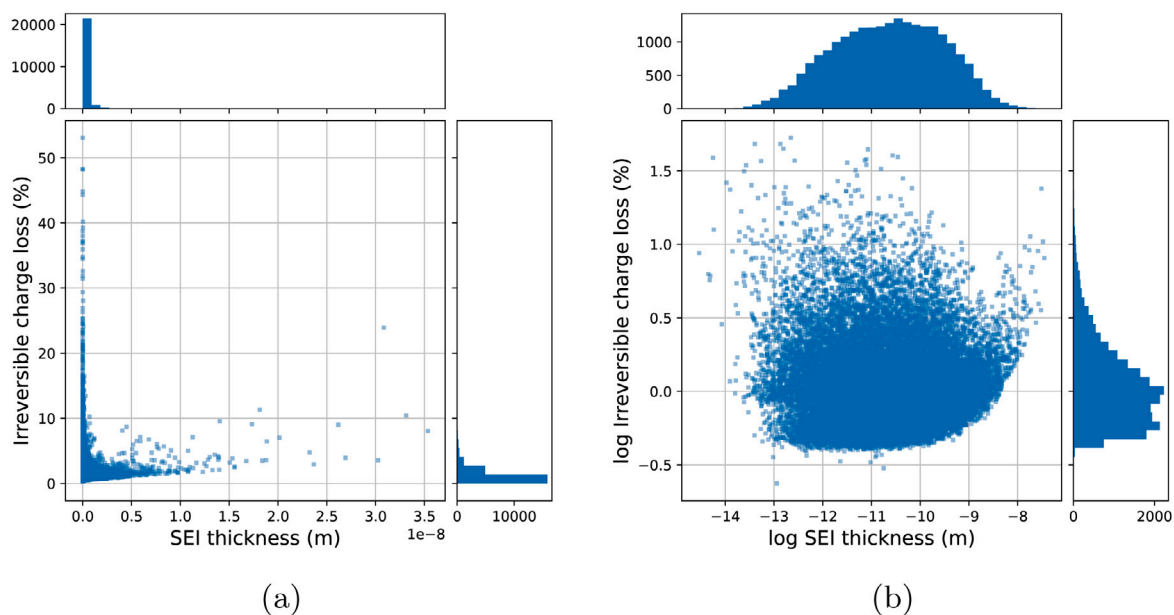 20000
10000
0
Irreversible charge loss (%)
50
40
30
20
10
0
0.0 0.5 1.0 1.5 2.0 2.5 3.0 3.5
1e−8
SEI thickness (m)
0 10000
(a)
1000
500
0
log Irreversible charge loss (%)
1.5
1.0
0.5
0.0
−0.5
−14 −13 −12 −11 −10 −9 −8
log SEI thickness (m)
0 2000
(b)